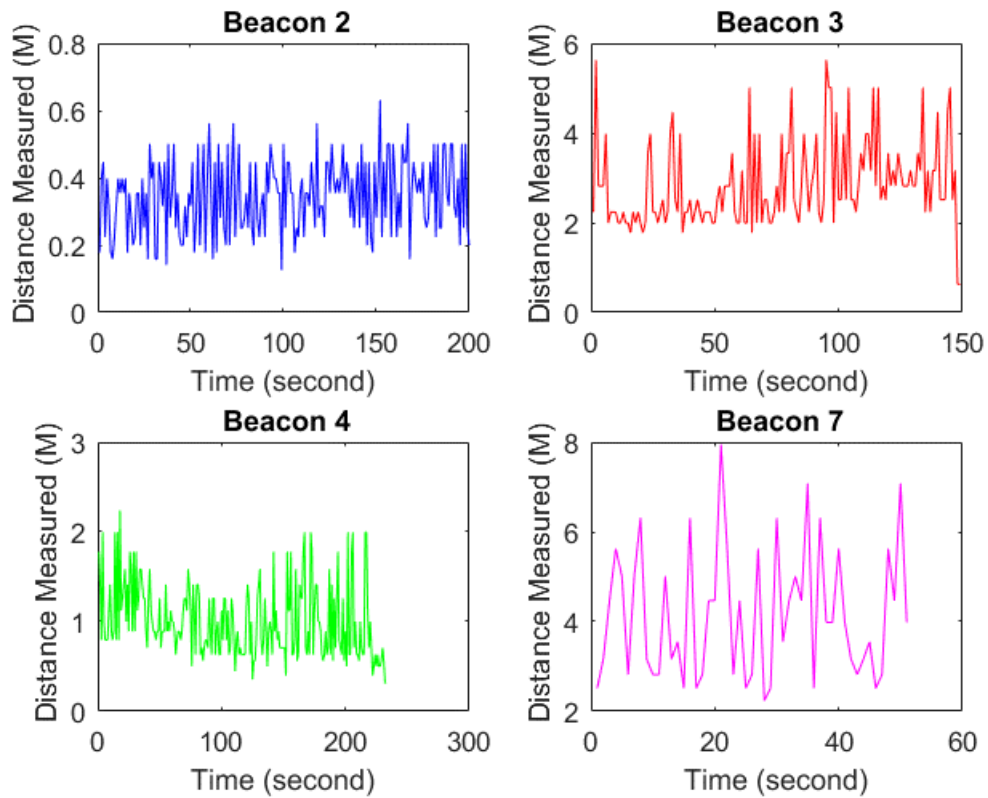 Beacon 2
Distance Measured (M)
0.8
0.6
0.4
0.2
0
0 50 100 150 200
Time (second)
Beacon 3
Distance Measured (M)
6
4
2
0
0 50 100 150
Time (second)
Beacon 4
Distance Measured (M)
3
2
1
0
0 100 200 300
Time (second)
Beacon 7
Distance Measured (M)
8
6
4
2
0 20 40 60
Time (second)